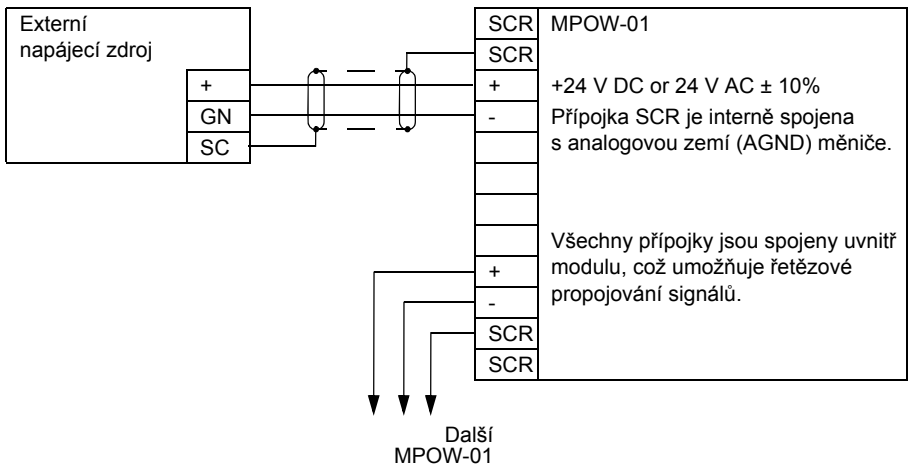 Externí
napájecí zdroj
+
GN
SC
SCR
SCR
+
-
+
-
SCR
SCR
MPOW-01
+24 V DC or 24 V AC ± 10%
Přípojka SCR je interně spojena
s analogovou zemí (AGND) měniče.
Všechny přípojky jsou spojeny uvnitř
modulu, což umožňuje řetězové
propojování signálů.
Další
MPOW-01